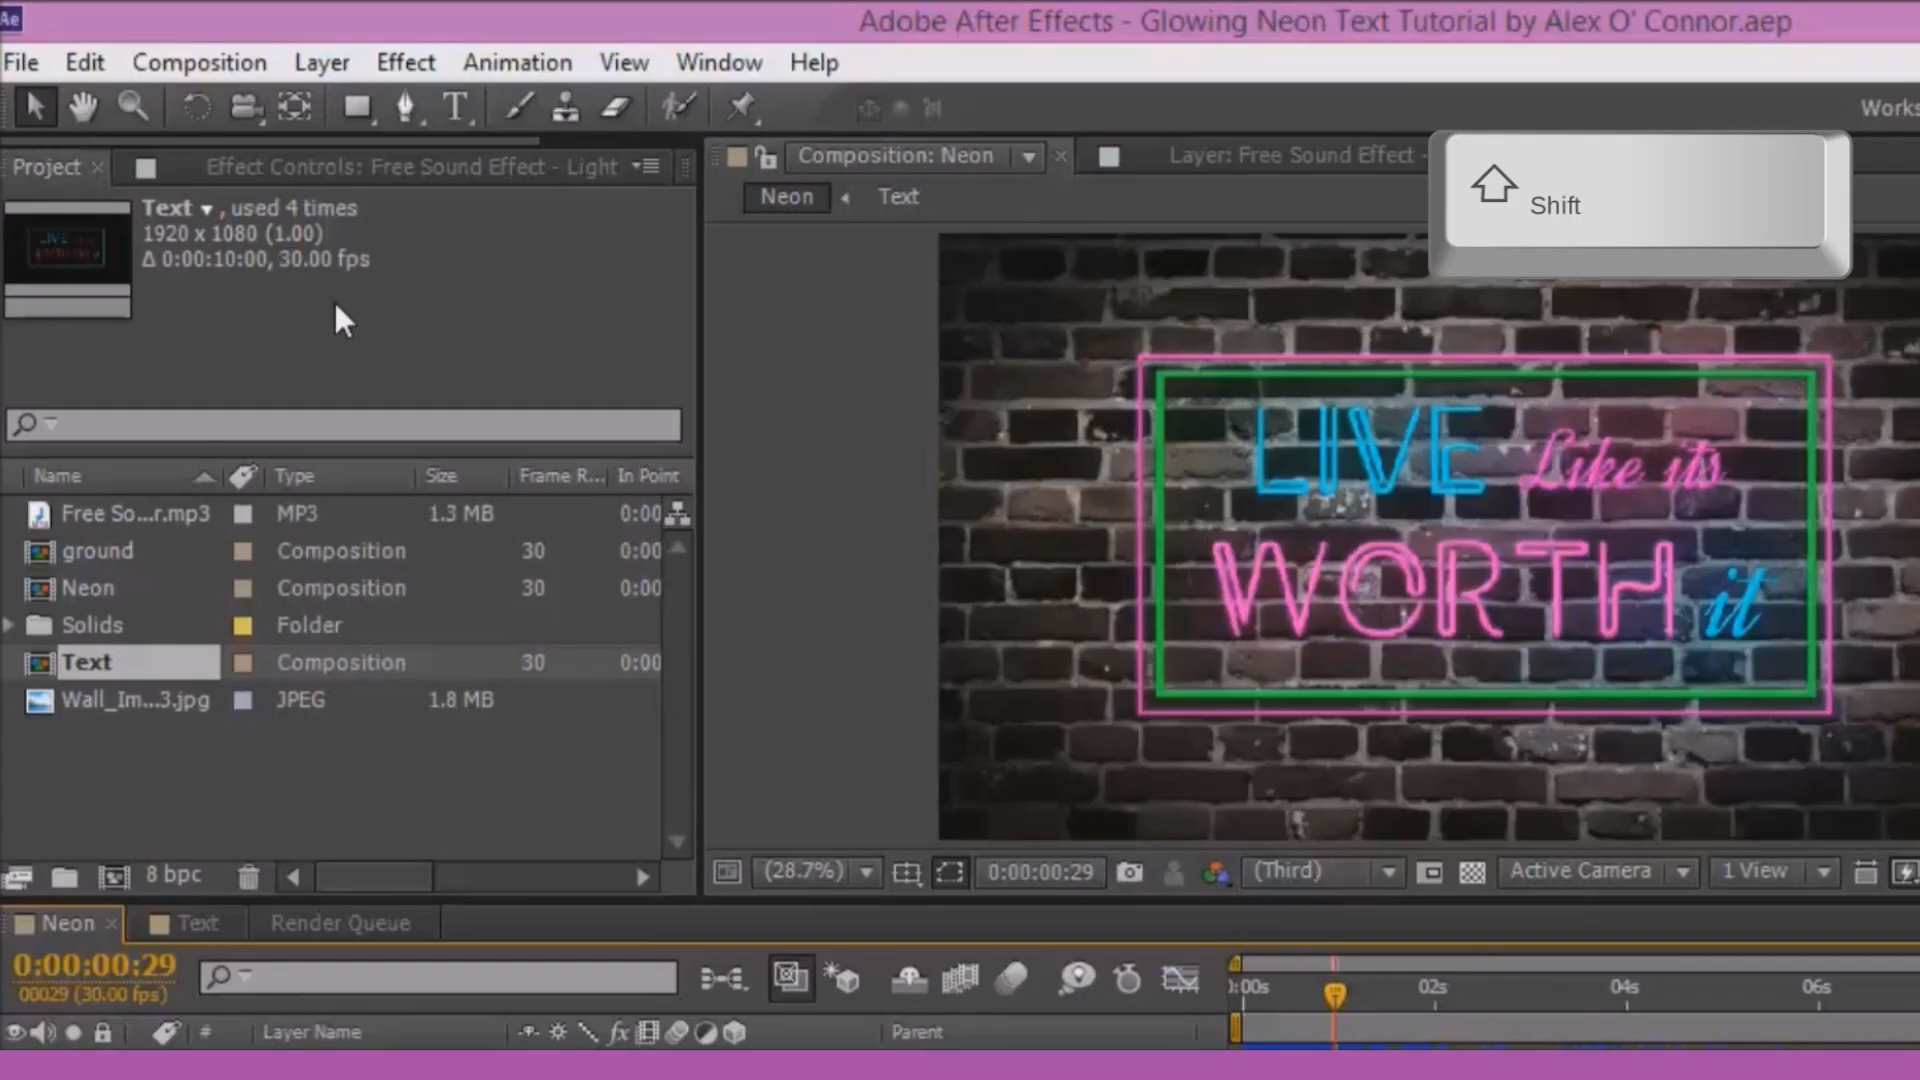 Ae
Adobe After Effects - Glowing Neon Text Tutorial by Alex O' Connor.aep
File Edit Composition Layer Effect Animation View Window Help
T
Works
Project × Effect Controls: Free Sound Effect - Light
Composition: Neon × Layer: Free Sound Effect -
Neon Text
Shift
Text , used 4 times
1920 x 1080 (1.00)
Δ 0:00:10:00, 30.00 fps
LIVE Like its
WORTH it
Name Type Size Frame R... In Point
Free So...r.mp3 MP3 1.3 MB 0:00
ground Composition 30 0:00
Neon Composition 30 0:00
Solids Folder
Text Composition 30 0:00
Wall_Im...3.jpg JPEG 1.8 MB
8 bpc
(28.7%) 0:00:00:29 (Third) Active Camera 1 View
Neon × Text Render Queue
0:00:00:29
00029 (30.00 fps)
):00s 02s 04s 06s
# Layer Name fx Parent